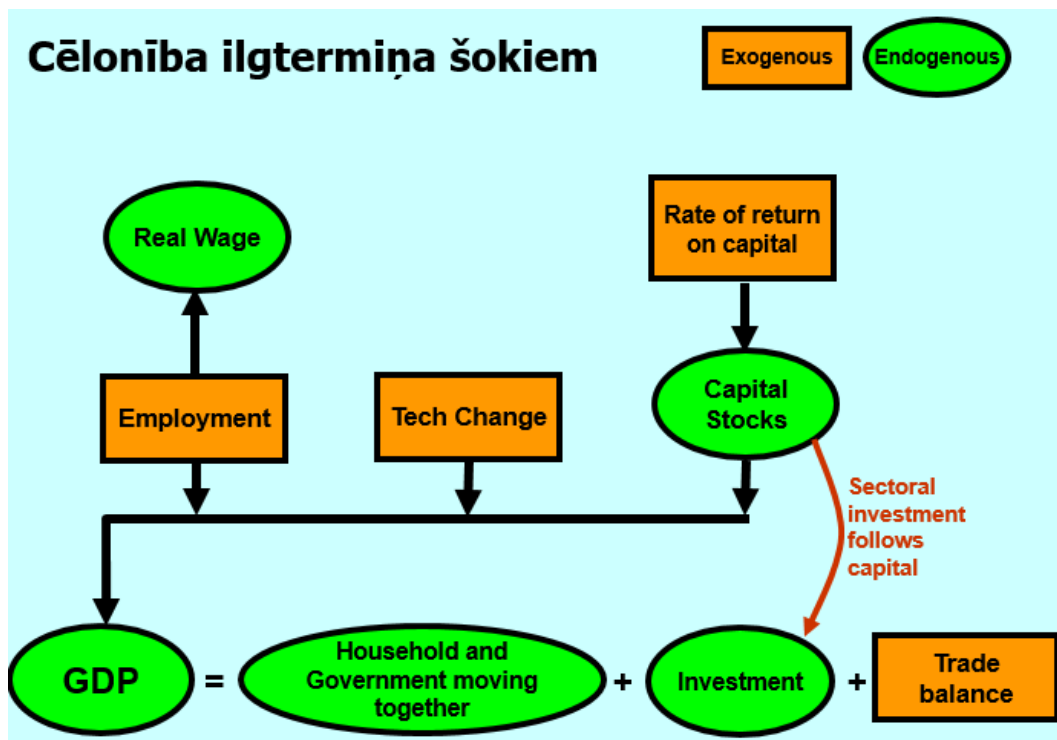 Cēlonība ilgtermiņa šokiem
Exogenous
Endogenous
Real Wage
Rate of return
on capital
Employment
Tech Change
Capital
Stocks
Sectoral
investment
follows
capital
GDP
=
Household and
Government moving
together
+
Investment
+
Trade
balance